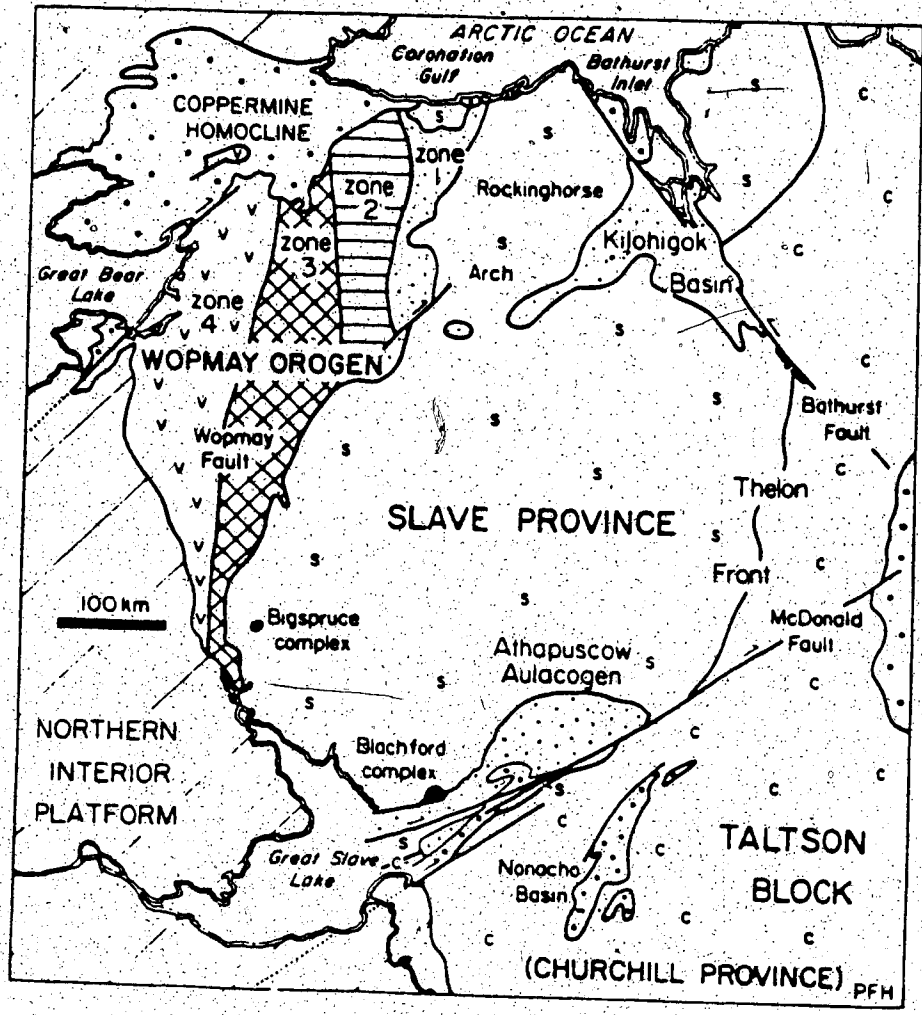 ARCTIC OCEAN
Coronation
Gulf
Bathurst
Inlet
COPPERMINE
HOMOCLINE
zone
1
zone
2
zone
3
zone
4
Rockinghorse
Arch
Kilohigok
Basin
Great Bear
Lake
WOPMAY OROGEN
Wopmay
Fault
Bathurst
Fault
Thelon
Front
SLAVE PROVINCE
100 km
Bigspruce
complex
McDonald
Fault
Athapuscow
Aulacogen
NORTHERN
INTERIOR
PLATFORM
Blachford
complex
Great Slave
Lake
Nonacho
Basin
TALTSON
BLOCK
(CHURCHILL PROVINCE)
PFH